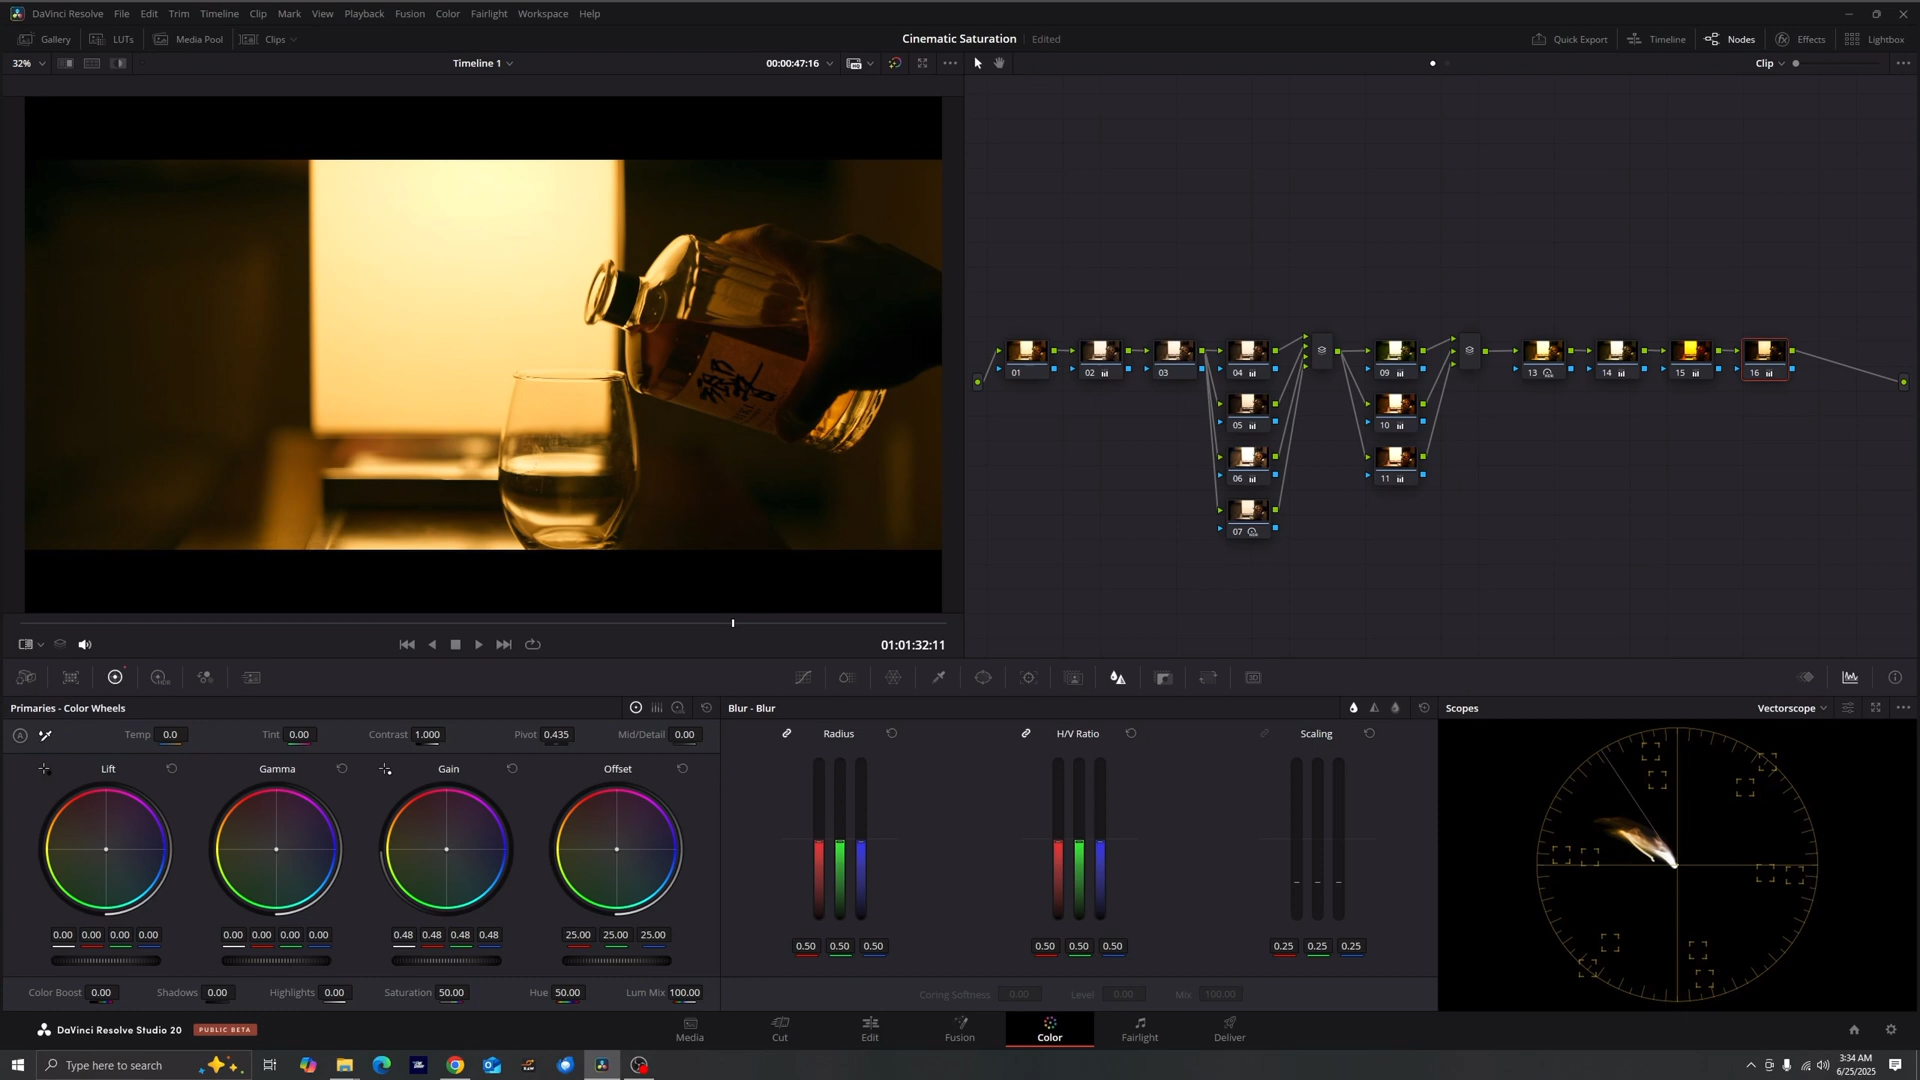 DaVinci Resolve File Edit Trim Timeline Clip Mark View Playback Fusion Color Fairlight Workspace Help
Gallery LUTs Media Pool Clips Cinematic Saturation Edited Quick Export Timeline Nodes Effects Lightbox
32% Timeline 1 00:00:47:16 Clip
01 02 03 04 09 13 14 15 16
05 10
06 11
07
01:01:32:11
Primaries - Color Wheels Blur - Blur Scopes Vectorscope
Temp 0.0 Tint 0.00 Contrast 1.000 Pivot 0.435 Mid/Detail 0.00 Radius H/V Ratio Scaling
Lift Gamma Gain Offset
0.00 0.00 0.00 0.00 0.00 0.00 0.00 0.00 0.48 0.48 0.48 0.48 25.00 25.00 25.00
0.50 0.50 0.50 0.50 0.50 0.50 0.25 0.25 0.25
Color Boost 0.00 Shadows 0.00 Highlights 0.00 Saturation 50.00 Hue 50.00 Lum Mix 100.00 Coring Softness 0.00 Level 0.00 Mix 100.00
DaVinci Resolve Studio 20 PUBLIC BETA Media Cut Edit Fusion Color Fairlight Deliver
Type here to search
3:34 AM
6/25/2025